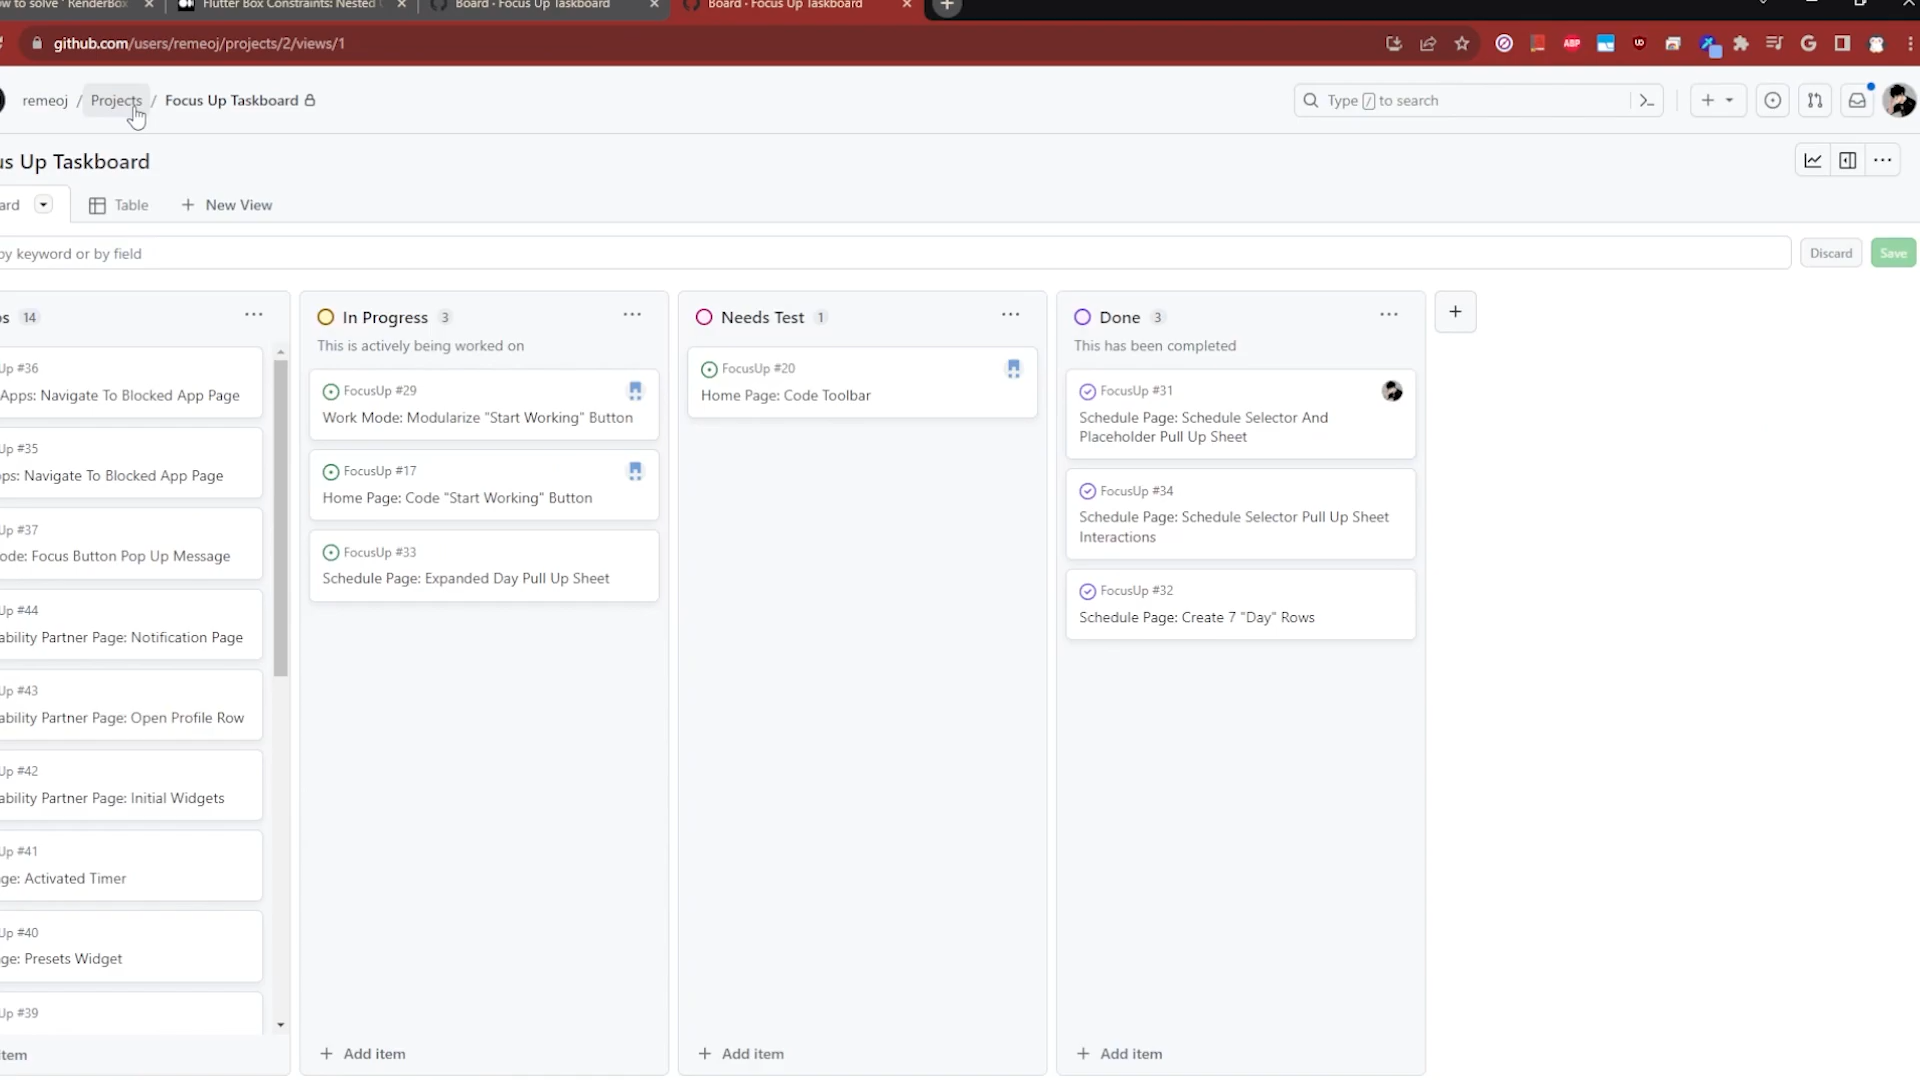 ow to solve ' RenderBox
Flutter Box Constraints: Nested
Board · Focus Up Taskboard
Board · Focus Up Taskboard
github.com/users/remeoj/projects/2/views/1
remeoj / Projects / Focus Up Taskboard
Type / to search
us Up Taskboard
ard
Table
+ New View
by keyword or by field
Discard
Save
os 14
Up #36
Apps: Navigate To Blocked App Page
Up #35
ops: Navigate To Blocked App Page
Up #37
ode: Focus Button Pop Up Message
Up #44
ability Partner Page: Notification Page
Up #43
ability Partner Page: Open Profile Row
Up #42
ability Partner Page: Initial Widgets
Up #41
ge: Activated Timer
Up #40
ge: Presets Widget
Up #39
item
In Progress 3
This is actively being worked on
FocusUp #29
Work Mode: Modularize "Start Working" Button
FocusUp #17
Home Page: Code "Start Working" Button
FocusUp #33
Schedule Page: Expanded Day Pull Up Sheet
+ Add item
Needs Test 1
FocusUp #20
Home Page: Code Toolbar
+ Add item
Done 3
This has been completed
FocusUp #31
Schedule Page: Schedule Selector And
Placeholder Pull Up Sheet
FocusUp #34
Schedule Page: Schedule Selector Pull Up Sheet
Interactions
FocusUp #32
Schedule Page: Create 7 "Day" Rows
+ Add item